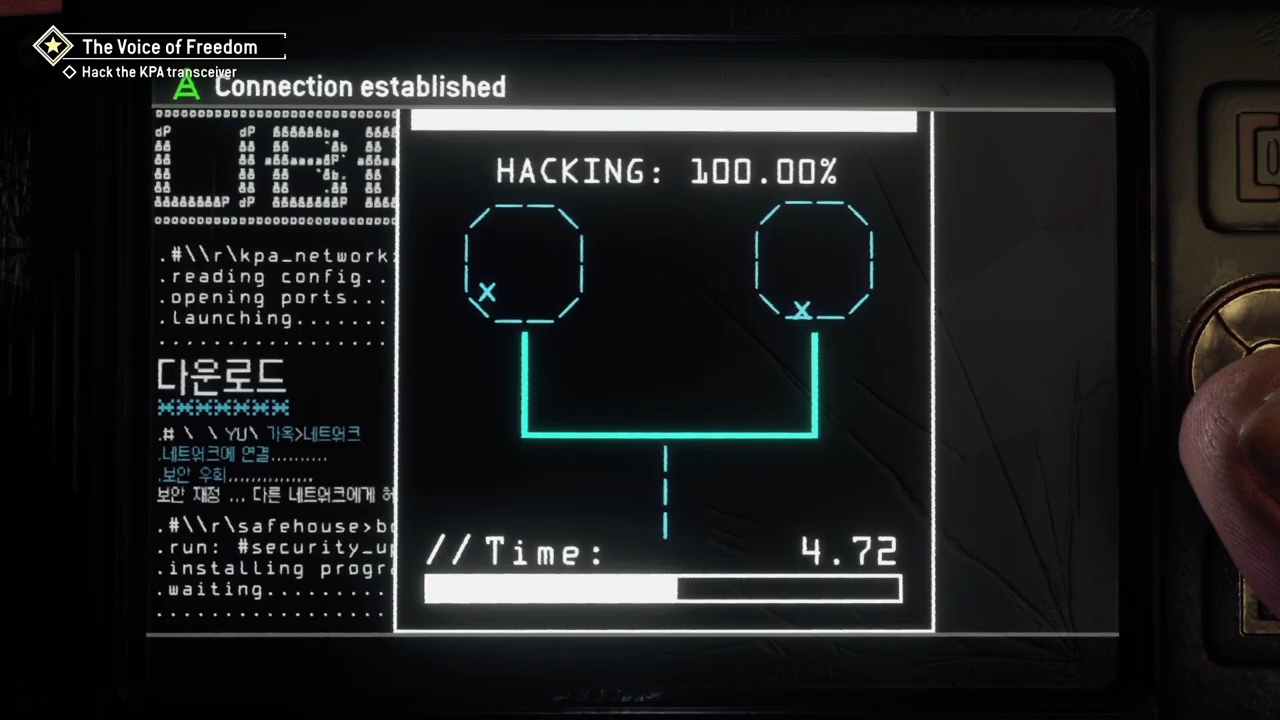 The Voice of Freedom
Hack the KPA transceiver
Connection established
HACKING: 100.00%
.#\\r\kpa_network
.reading config..
.opening ports...
.launching.......
다운로드
.# \ \ YU\ 가옥>네트워크
.네트워크에 연결..........
.보안 우회...............
보안 재정 ... 다른 네트워크에게 허
.#\\r\safehouse>bo
.run: #security_up
.installing progr
.waiting.........
//Time: 4.72